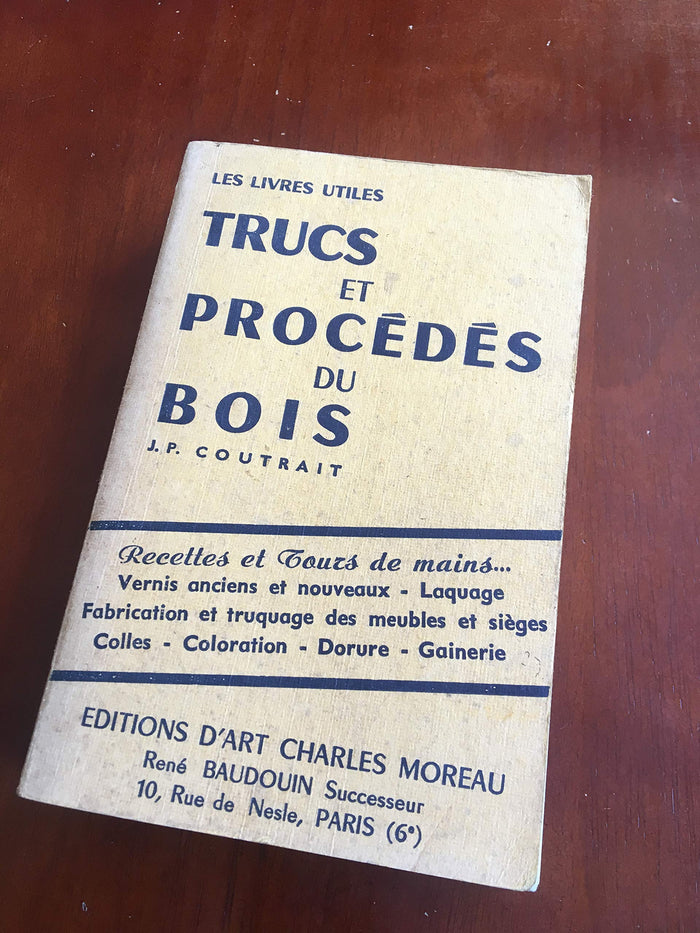 LES LIVRES UTILES
TRUCS
ET
PROCÉDÉS
DU
BOIS
J. P. COUTRAIT
Recettes et Tours de mains...
Vernis anciens et nouveaux - Laquage
Fabrication et truquage des meubles et sièges
Colles - Coloration - Dorure - Gainerie
EDITIONS D'ART CHARLES MOREAU
René BAUDOUIN Successeur
10, Rue de Nesle, PARIS (6e)